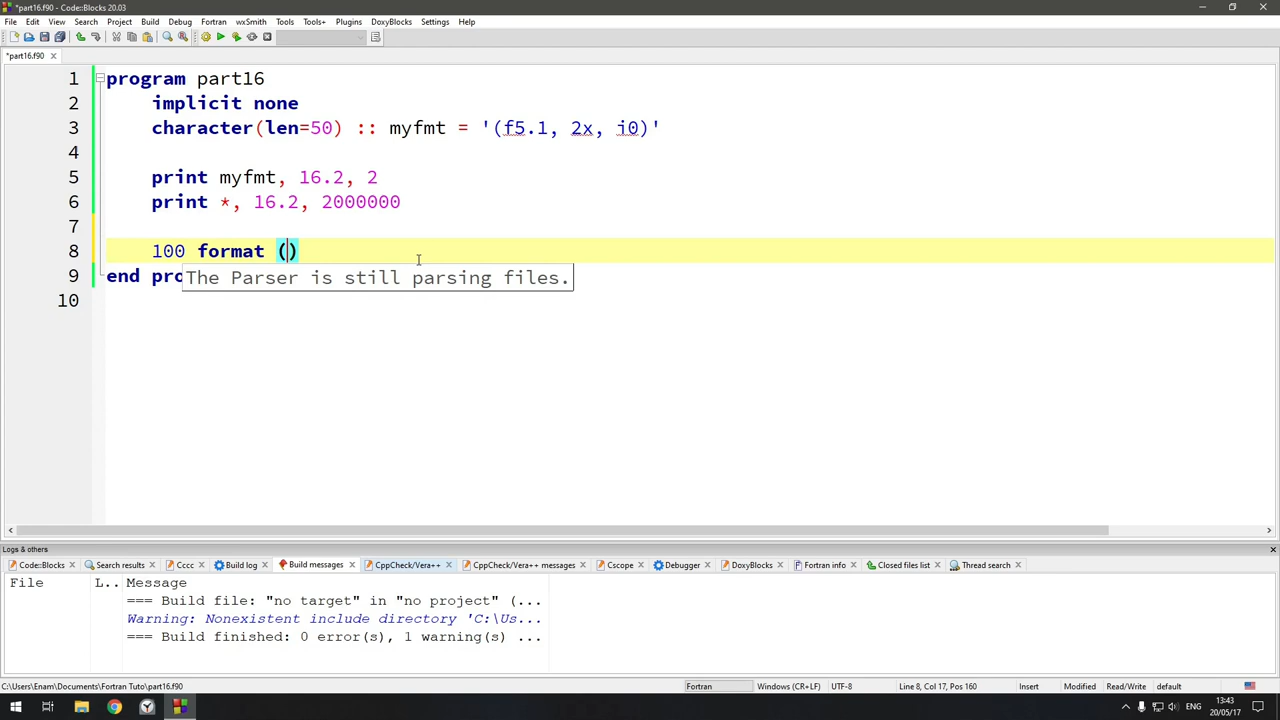 *part16.f90 - Code::Blocks 20.03
File Edit View Search Project Build Debug Fortran wxSmith Tools Tools+ Plugins DoxyBlocks Settings Help
*part16.f90
1 program part16
2 implicit none
3 character(len=50) :: myfmt = '(f5.1, 2x, i0)'
4
5 print myfmt, 16.2, 2
6 print *, 16.2, 2000000
7
8 100 format ()
9 end pro
The Parser is still parsing files.
10
Logs & others
Code::Blocks Search results Cccc Build log Build messages CppCheck/Vera++ CppCheck/Vera++ messages Cscope Debugger DoxyBlocks Fortran info Closed files list Thread search
File L.. Message
=== Build file: "no target" in "no project" (...
Warning: Nonexistent include directory 'C:\Us...
=== Build finished: 0 error(s), 1 warning(s) ...
C:\Users\Enam\Documents\Fortran Tuto\part16.f90 Fortran Windows (CR+LF) UTF-8 Line 8, Col 17, Pos 160 Insert Modified Read/Write default
ENG 13:43
20/05/17